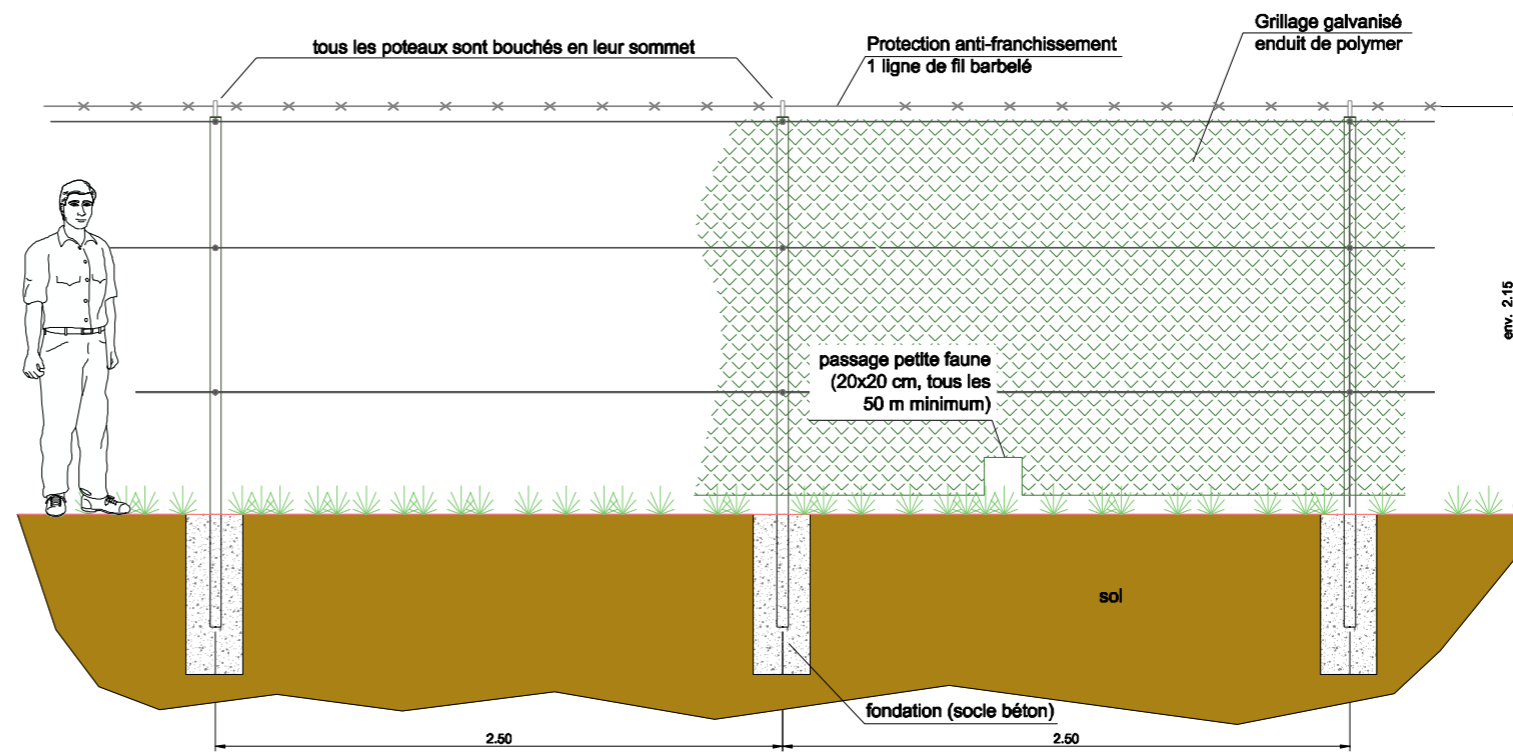 tous les poteaux sont bouchés en leur sommet
Protection anti-franchissement
1 ligne de fil barbelé
Grillage galvanisé
enduit de polymer
env. 2.15
passage petite faune
(20x20 cm, tous les
50 m minimum)
sol
fondation (socle béton)
2.50
2.50